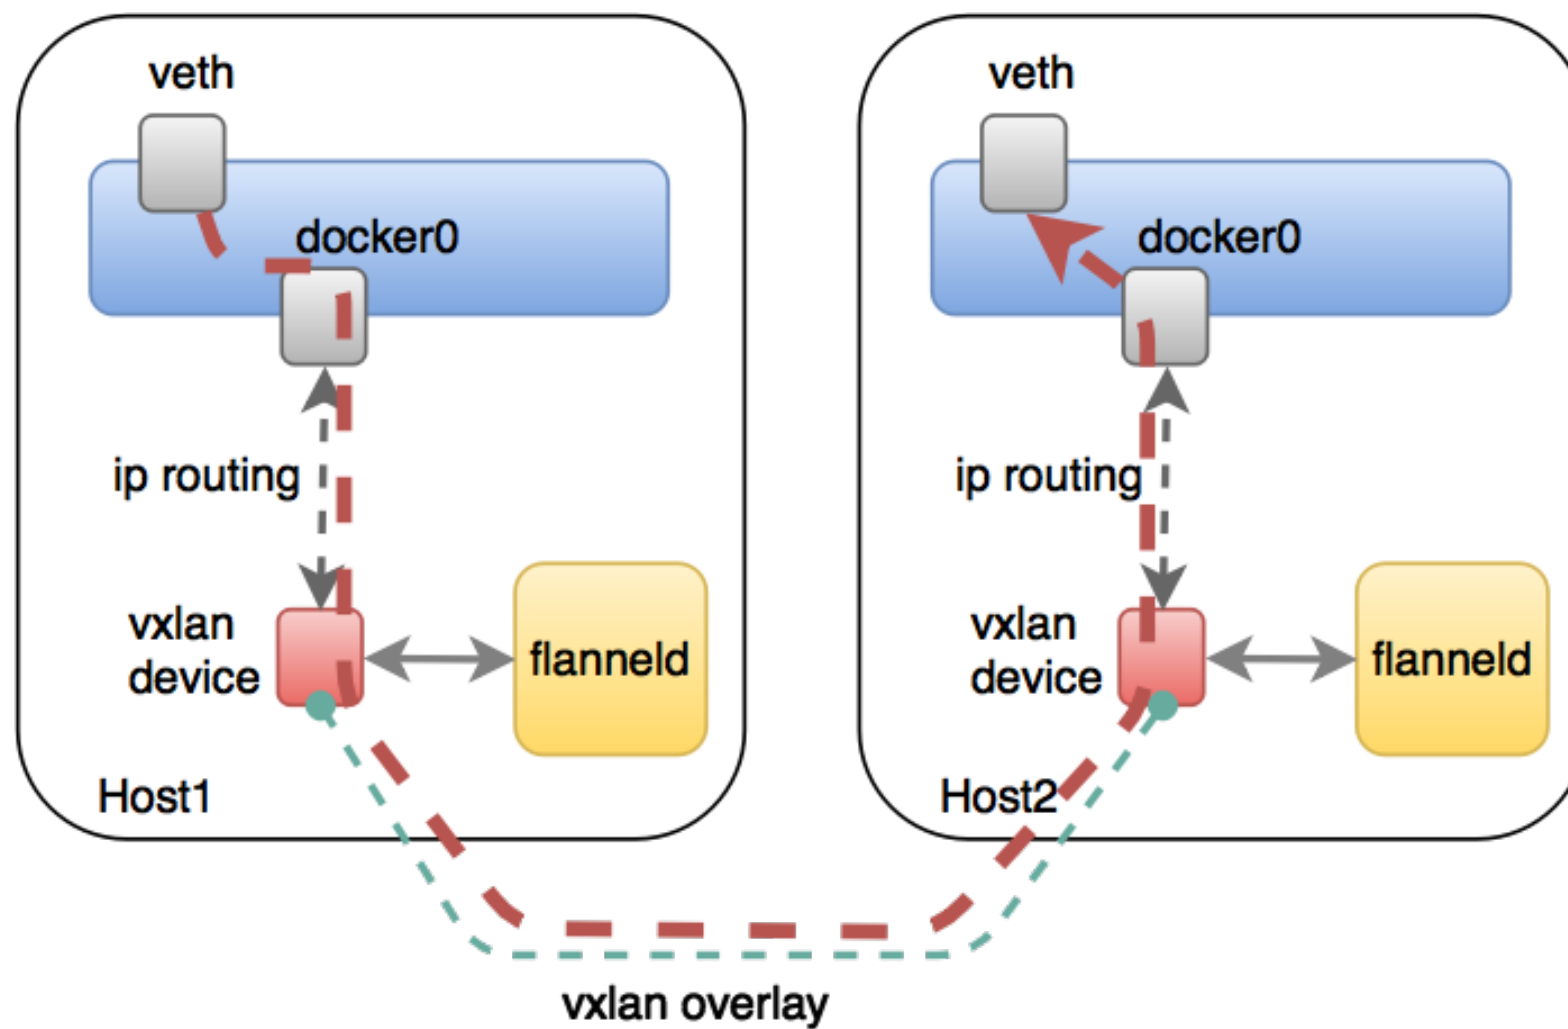 veth
docker0
ip routing
vxlan
device
flanneld
Host1
veth
docker0
ip routing
vxlan
device
flanneld
Host2
vxlan overlay